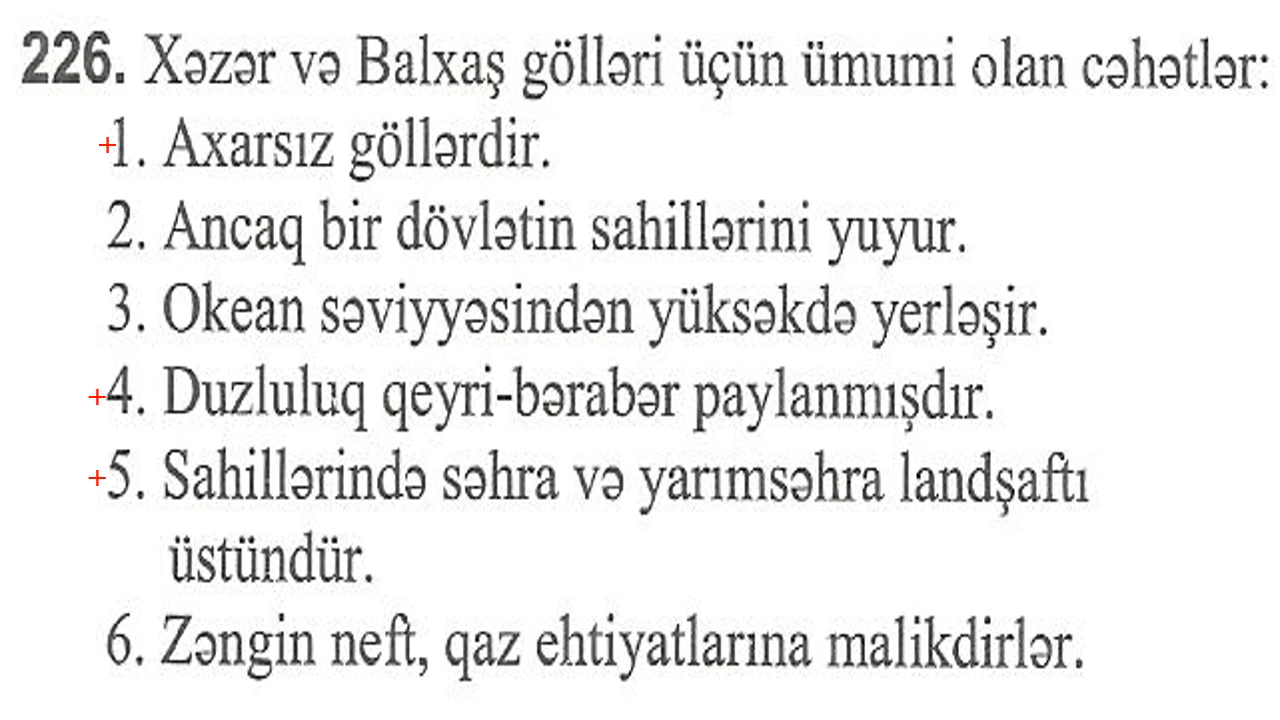 226. Xəzər və Balxaş gölləri üçün ümumi olan cəhətlər:
+1. Axarsız göllərdir.
2. Ancaq bir dövlətin sahillərini yuyur.
3. Okean səviyyəsindən yüksəkdə yerləşir.
+4. Duzluluq qeyri-bərabər paylanmışdır.
+5. Sahillərində səhra və yarımsəhra landşaftı
üstündür.
6. Zəngin neft, qaz ehtiyatlarına malikdirlər.